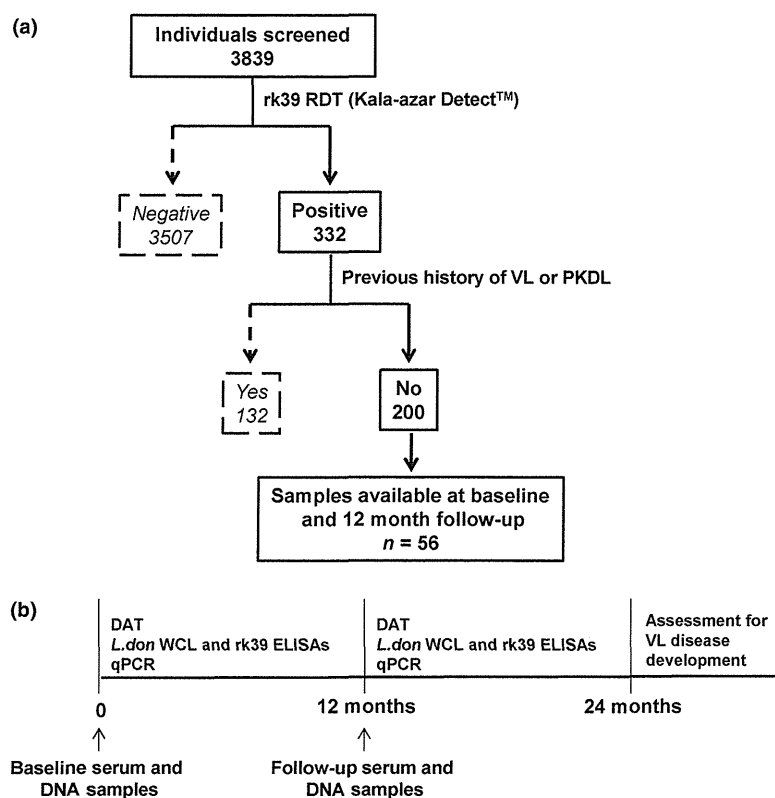 (a)
Individuals screened
3839
rk39 RDT (Kala-azar Detect™)
Negative
3507
Positive
332
Previous history of VL or PKDL
Yes
132
No
200
Samples available at baseline
and 12 month follow-up
n = 56
(b)
DAT
L.don WCL and rk39 ELISAs
qPCR
DAT
L.don WCL and rk39 ELISAs
qPCR
Assessment for
VL disease
development
0
12 months
24 months
Baseline serum and
DNA samples
Follow-up serum and
DNA samples